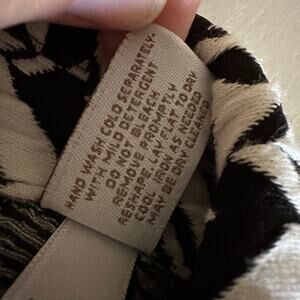 HAND WASH COLD SEPARATELY.
WITH MILD DETERGENT
DO NOT BLEACH
REMOVE PROMPTLY
RESHAPE. LAY FLAT TO DRY
COOL IRON AS NEEDED
MAY BE DRY CLEANED